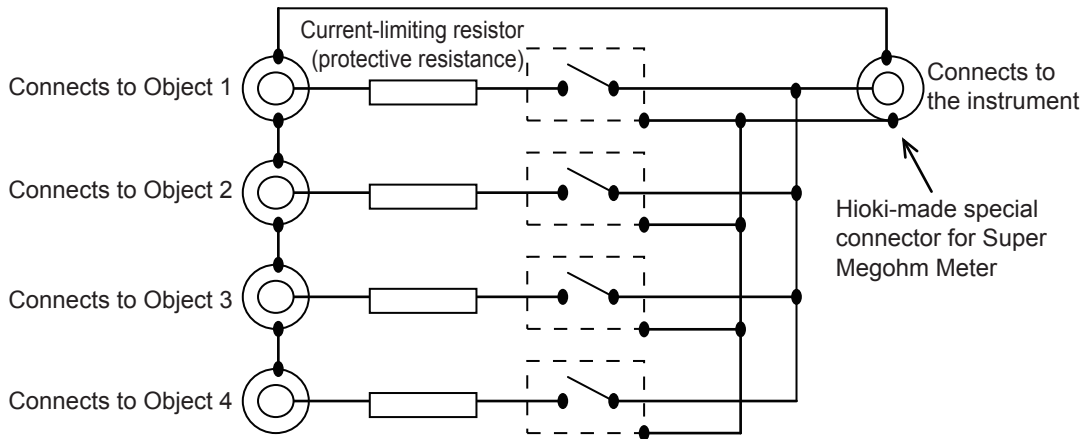 Current-limiting resistor
(protective resistance)
Connects to Object 1
Connects to
the instrument
Connects to Object 2
Hioki-made special
connector for Super
Megohm Meter
Connects to Object 3
Connects to Object 4